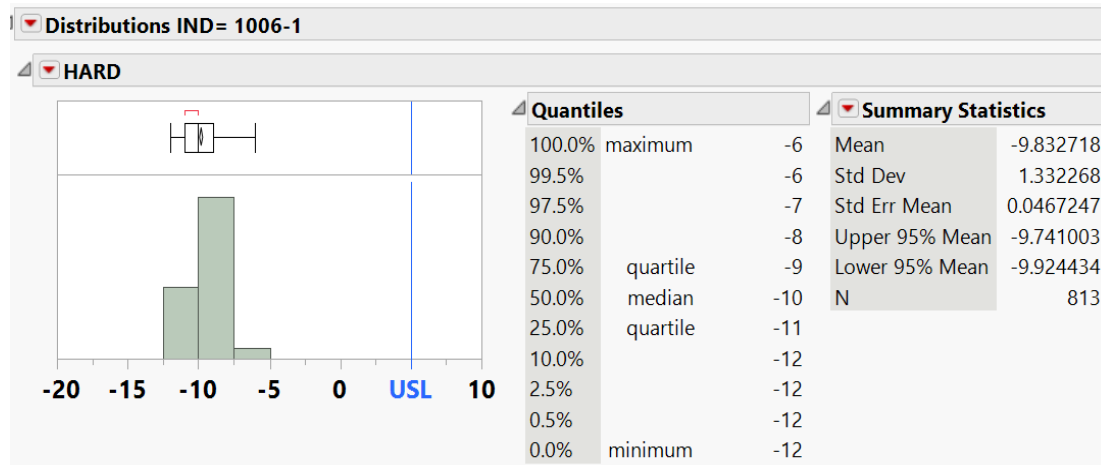 Distributions IND= 1006-1
HARD
-20 -15 -10 -5 0 USL 10
Quantiles
100.0% maximum -6
99.5% -6
97.5% -7
90.0% -8
75.0% quartile -9
50.0% median -10
25.0% quartile -11
10.0% -12
2.5% -12
0.5% -12
0.0% minimum -12
Summary Statistics
Mean -9.832718
Std Dev 1.332268
Std Err Mean 0.0467247
Upper 95% Mean -9.741003
Lower 95% Mean -9.924434
N 813